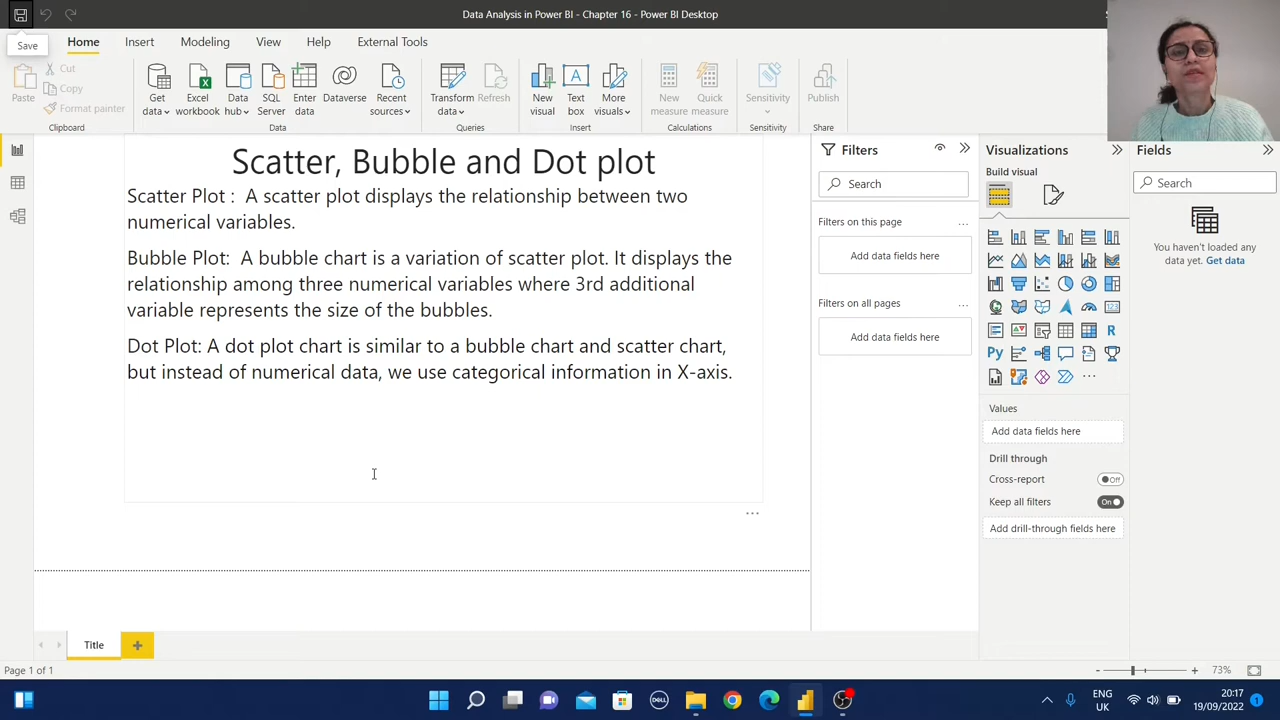 Data Analysis in Power BI - Chapter 16 - Power BI Desktop
Save
Home
Insert
Modeling
View
Help
External Tools
Paste
Cut
Copy
Format painter
Clipboard
Get
data
Excel
workbook
Data
hub
SQL
Server
Enter
data
Dataverse
Recent
sources
Data
Transform
data
Refresh
Queries
New
visual
Text
box
More
visuals
Insert
New
measure
Quick
measure
Calculations
Sensitivity
Sensitivity
Publish
Share
Scatter, Bubble and Dot plot
Scatter Plot :  A scatter plot displays the relationship between two
numerical variables.
Bubble Plot:  A bubble chart is a variation of scatter plot. It displays the
relationship among three numerical variables where 3rd additional
variable represents the size of the bubbles.
Dot Plot: A dot plot chart is similar to a bubble chart and scatter chart,
but instead of numerical data, we use categorical information in X-axis.
Filters
Search
Filters on this page
...
Add data fields here
Filters on all pages
...
Add data fields here
Visualizations
Build visual
123
R
Py
...
Values
Add data fields here
Drill through
Cross-report
Off
Keep all filters
On
Add drill-through fields here
Fields
Search
You haven't loaded any
data yet. Get data
...
Title
+
Page 1 of 1
- + 73%
DELL
ENG
UK
20:17
19/09/2022
1